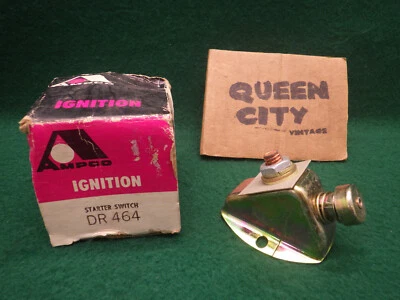 IGNITION
AMPCO
IGNITION
STARTER SWITCH
DR 464
QUEEN
CITY
VINTAGE